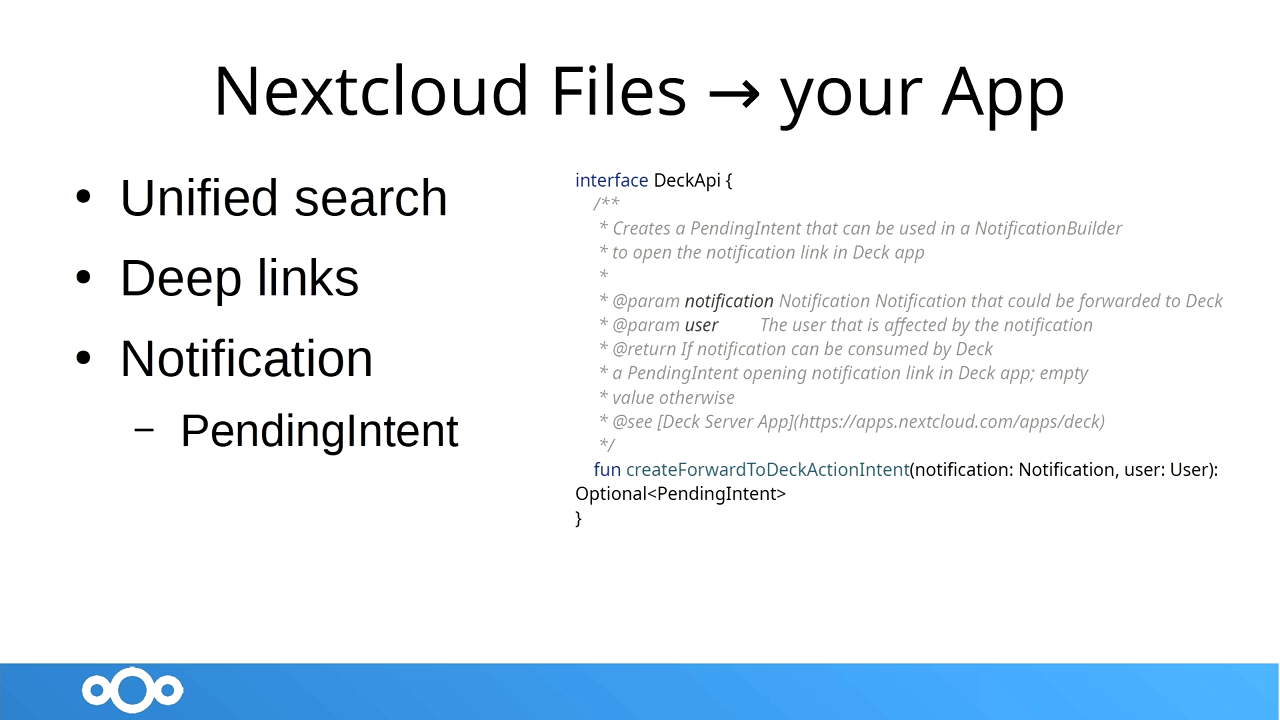 Nextcloud Files → your App
• Unified search
• Deep links
• Notification
– PendingIntent
interface DeckApi {
/**
* Creates a PendingIntent that can be used in a NotificationBuilder
* to open the notification link in Deck app
*
* @param notification Notification Notification that could be forwarded to Deck
* @param user The user that is affected by the notification
* @return If notification can be consumed by Deck
* a PendingIntent opening notification link in Deck app; empty
* value otherwise
* @see [Deck Server App](https://apps.nextcloud.com/apps/deck)
*/
fun createForwardToDeckActionIntent(notification: Notification, user: User):
Optional<PendingIntent>
}